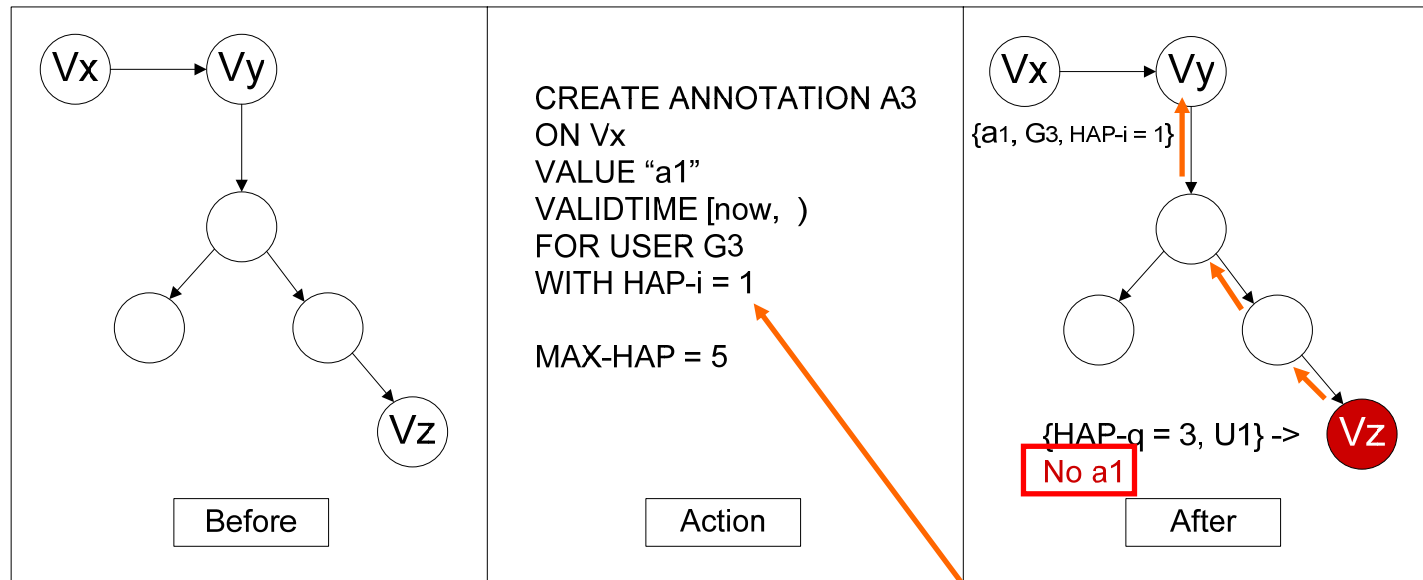 Vx
Vy
Vz
Before
CREATE ANNOTATION A3
ON Vx
VALUE “a1”
VALIDTIME [now,  )
FOR USER G3
WITH HAP-i = 1
MAX-HAP = 5
Action
Vx
Vy
{a1, G3, HAP-i = 1}
{HAP-q = 3, U1} ->
Vz
No a1
After